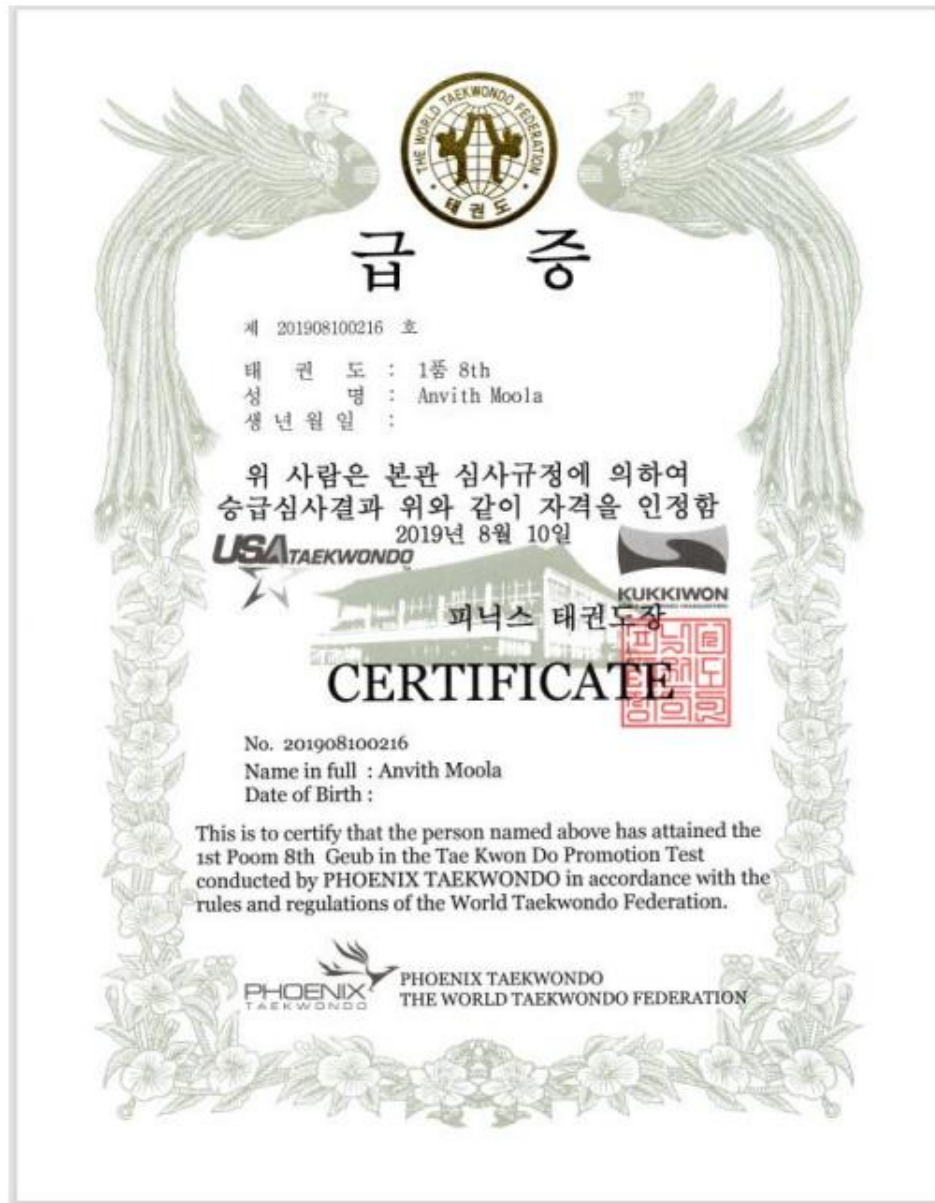 THE WORLD TAEKWONDO FEDERATION
태권도
급 증
제 201908100216 호
태 권 도 : 1품 8th
성 명 : Anvith Moola
생 년 월 일 :
위 사람은 본관 심사규정에 의하여
승급심사결과 위와 같이 자격을 인정함
2019년 8월 10일
USA TAEKWONDO
KUKKIWON
피닉스 태권도장
CERTIFICATE
No. 201908100216
Name in full : Anvith Moola
Date of Birth :
This is to certify that the person named above has attained the
1st Poom 8th Geub in the Tae Kwon Do Promotion Test
conducted by PHOENIX TAEKWONDO in accordance with the
rules and regulations of the World Taekwondo Federation.
PHOENIX
TAEKWONDO
PHOENIX TAEKWONDO
THE WORLD TAEKWONDO FEDERATION